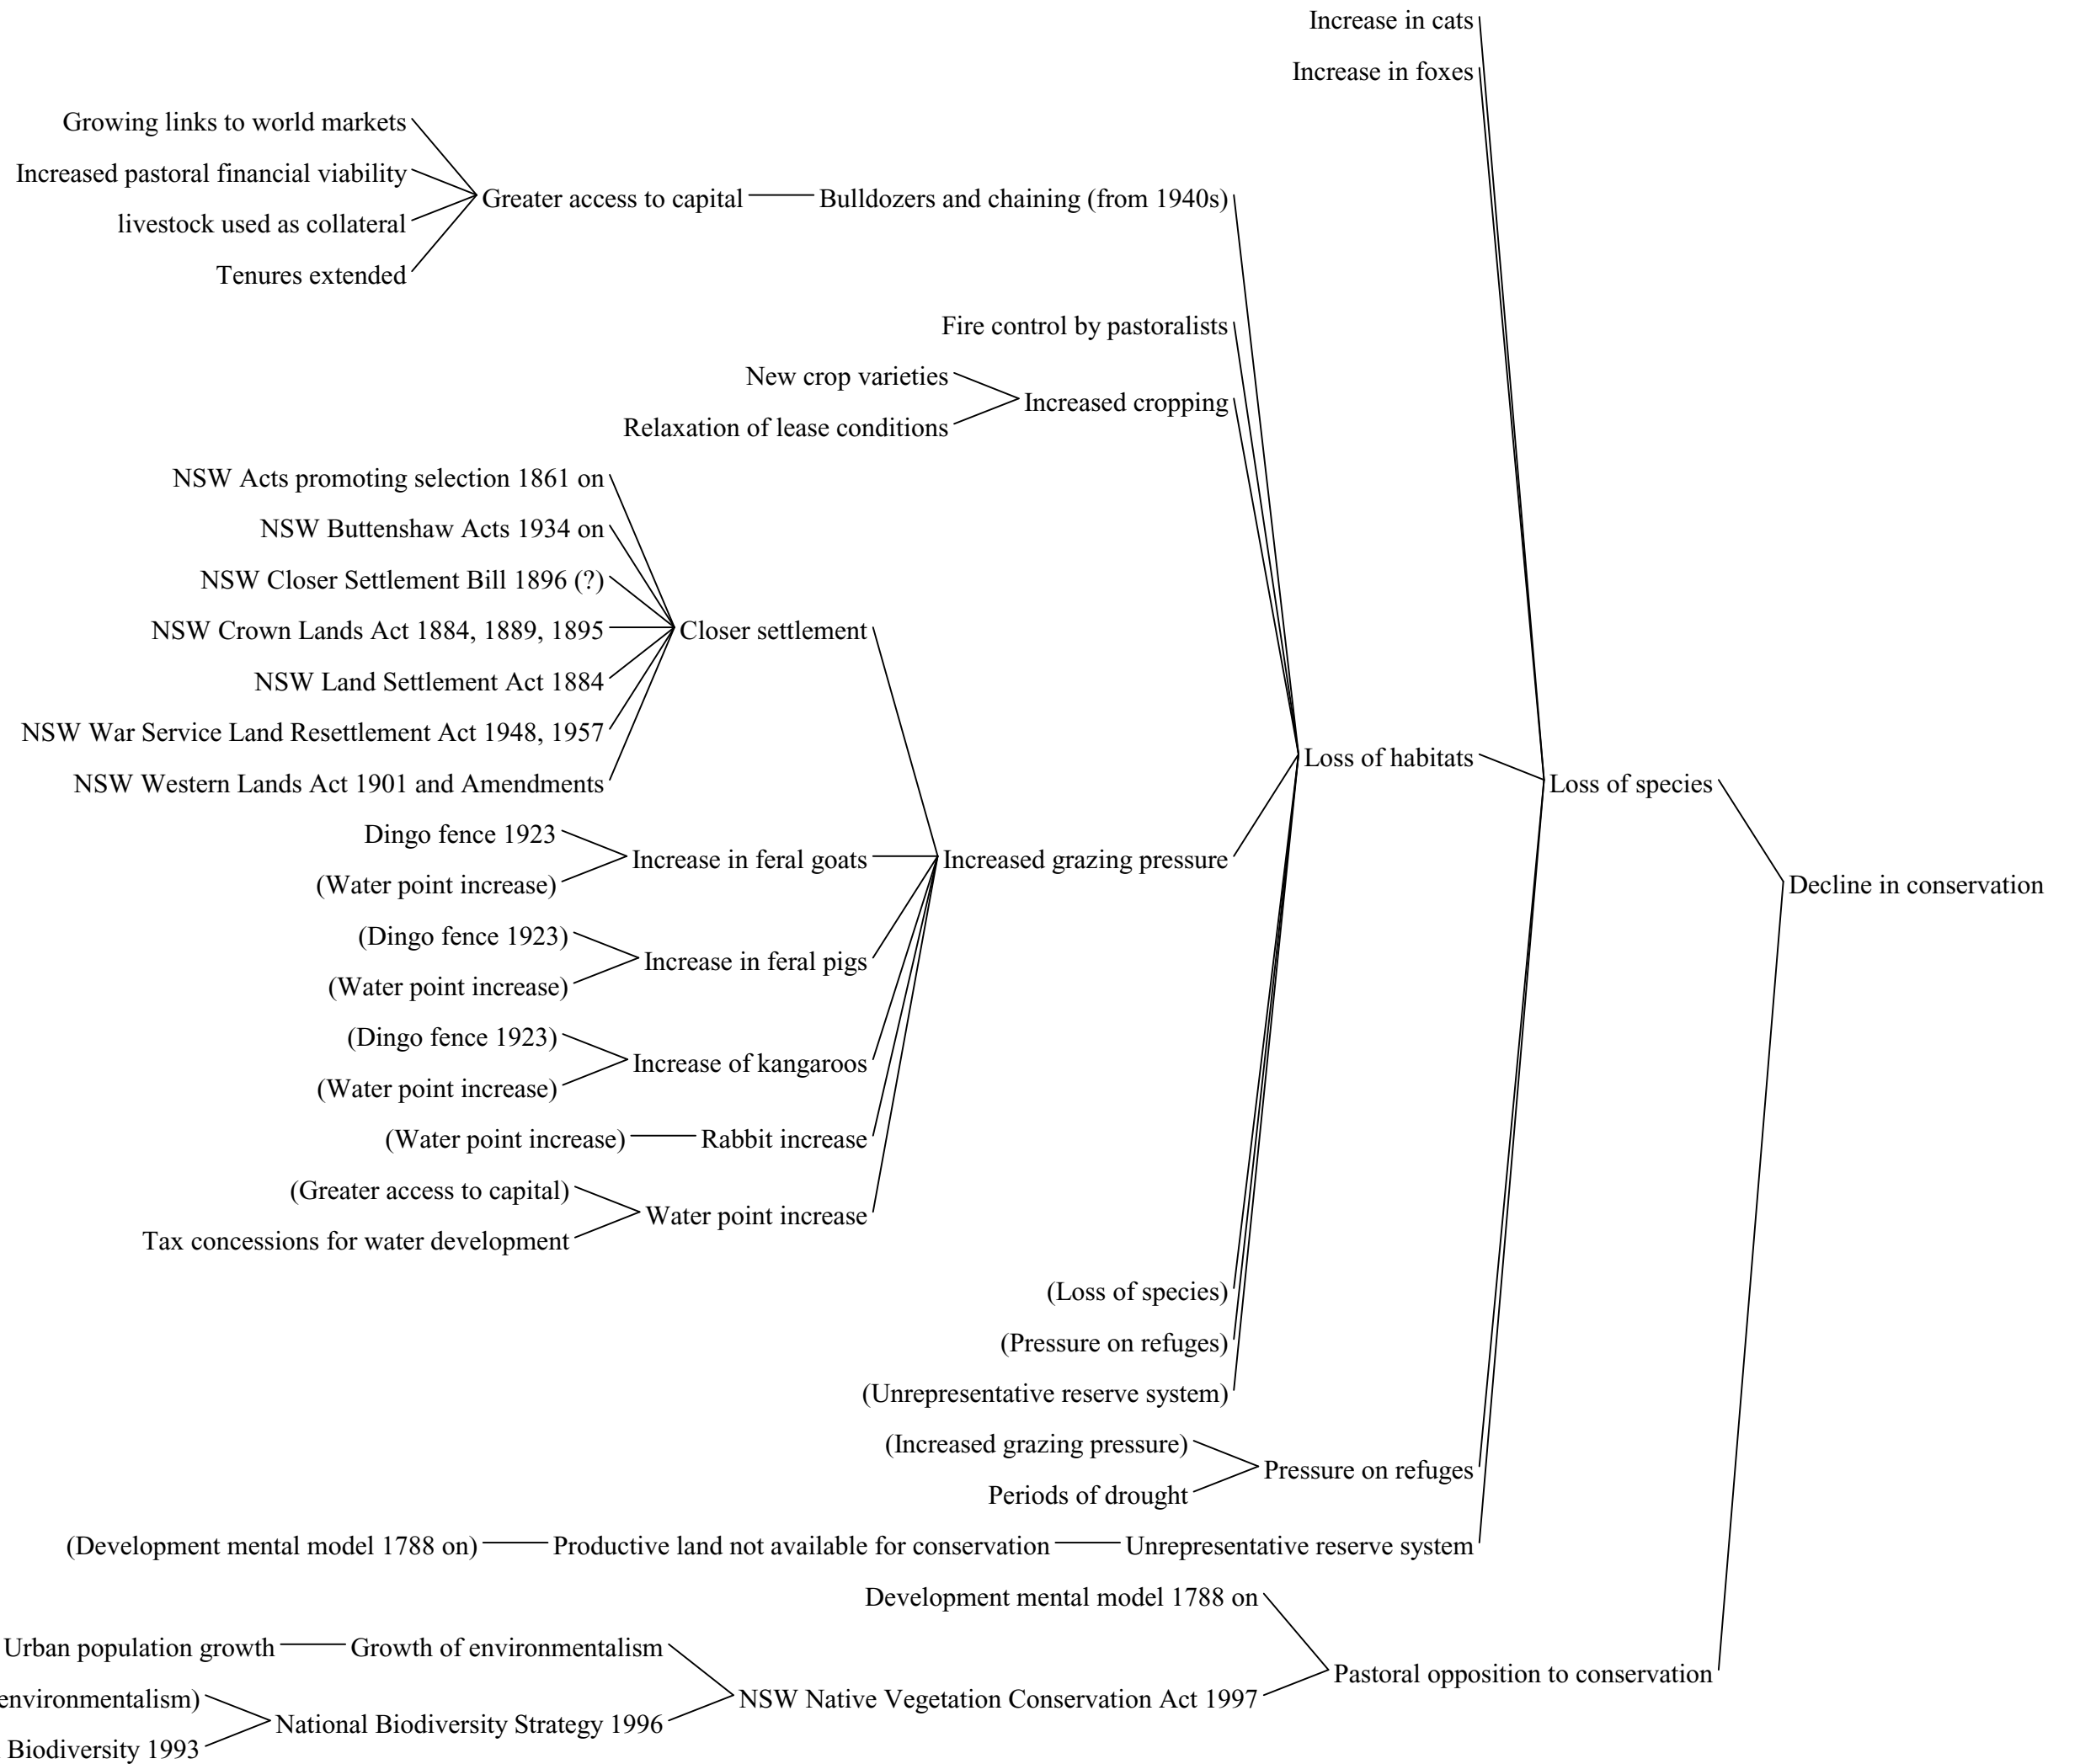 Increase in cats
Increase in foxes
Growing links to world markets
Increased pastoral financial viability
Greater access to capital
Bulldozers and chaining (from 1940s)
livestock used as collateral
Tenures extended
Fire control by pastoralists
New crop varieties
Increased cropping
Relaxation of lease conditions
NSW Acts promoting selection 1861 on
NSW Buttenshaw Acts 1934 on
NSW Closer Settlement Bill 1896 (?)
NSW Crown Lands Act 1884, 1889, 1895
Closer settlement
NSW Land Settlement Act 1884
NSW War Service Land Resettlement Act 1948, 1957
Loss of habitats
NSW Western Lands Act 1901 and Amendments
Loss of species
Dingo fence 1923
Increase in feral goats
Increased grazing pressure
(Water point increase)
Decline in conservation
(Dingo fence 1923)
Increase in feral pigs
(Water point increase)
(Dingo fence 1923)
Increase of kangaroos
(Water point increase)
(Water point increase)
Rabbit increase
(Greater access to capital)
Water point increase
Tax concessions for water development
(Loss of species)
(Pressure on refuges)
(Unrepresentative reserve system)
(Increased grazing pressure)
Pressure on refuges
Periods of drought
(Development mental model 1788 on)
Productive land not available for conservation
Unrepresentative reserve system
Development mental model 1788 on
Urban population growth
Growth of environmentalism
Pastoral opposition to conservation
environmentalism)
NSW Native Vegetation Conservation Act 1997
National Biodiversity Strategy 1996
Biodiversity 1993